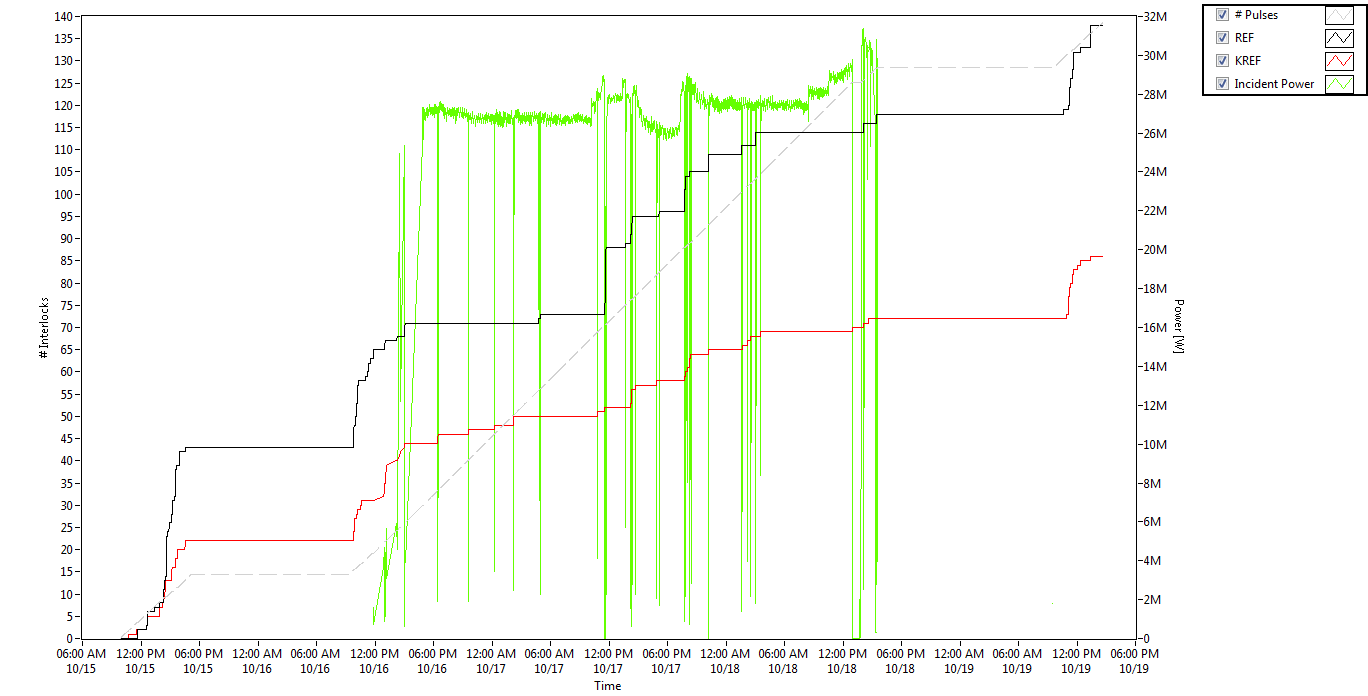 # Pulses
REF
KREF
Incident Power
140
135
130
125
120
115
110
105
100
95
90
85
80
75
70
65
60
55
50
45
40
35
30
25
20
15
10
5
0
# Interlocks
32M
30M
28M
26M
24M
22M
20M
18M
16M
14M
12M
10M
8M
6M
4M
2M
0
Power [W]
06:00 AM 12:00 PM 06:00 PM 12:00 AM 06:00 AM 12:00 PM 06:00 PM 12:00 AM 06:00 AM 12:00 PM 06:00 PM 12:00 AM 06:00 AM 12:00 PM 06:00 PM 12:00 AM 06:00 AM 12:00 PM 06:00 PM
10/15 10/15 10/15 10/16 10/16 10/16 10/16 10/17 10/17 10/17 10/17 10/18 10/18 10/18 10/18 10/19 10/19 10/19 10/19
Time